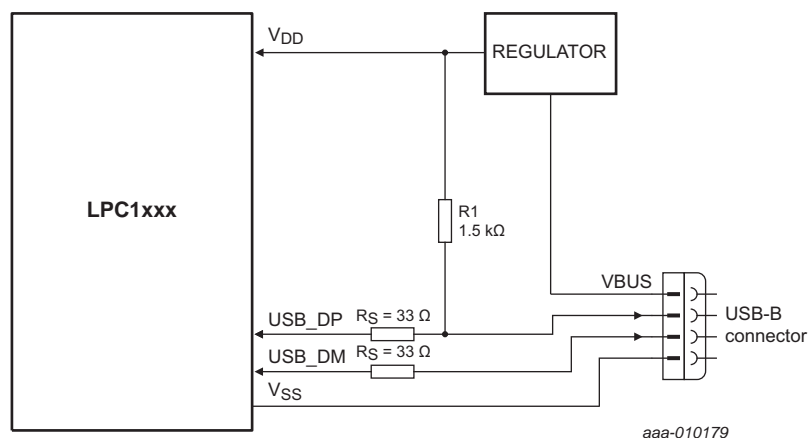 VDD
REGULATOR
LPC1xxx
R1
1.5 kΩ
VBUS
USB_DP
RS = 33 Ω
USB-B
connector
USB_DM
RS = 33 Ω
VSS
aaa-010179